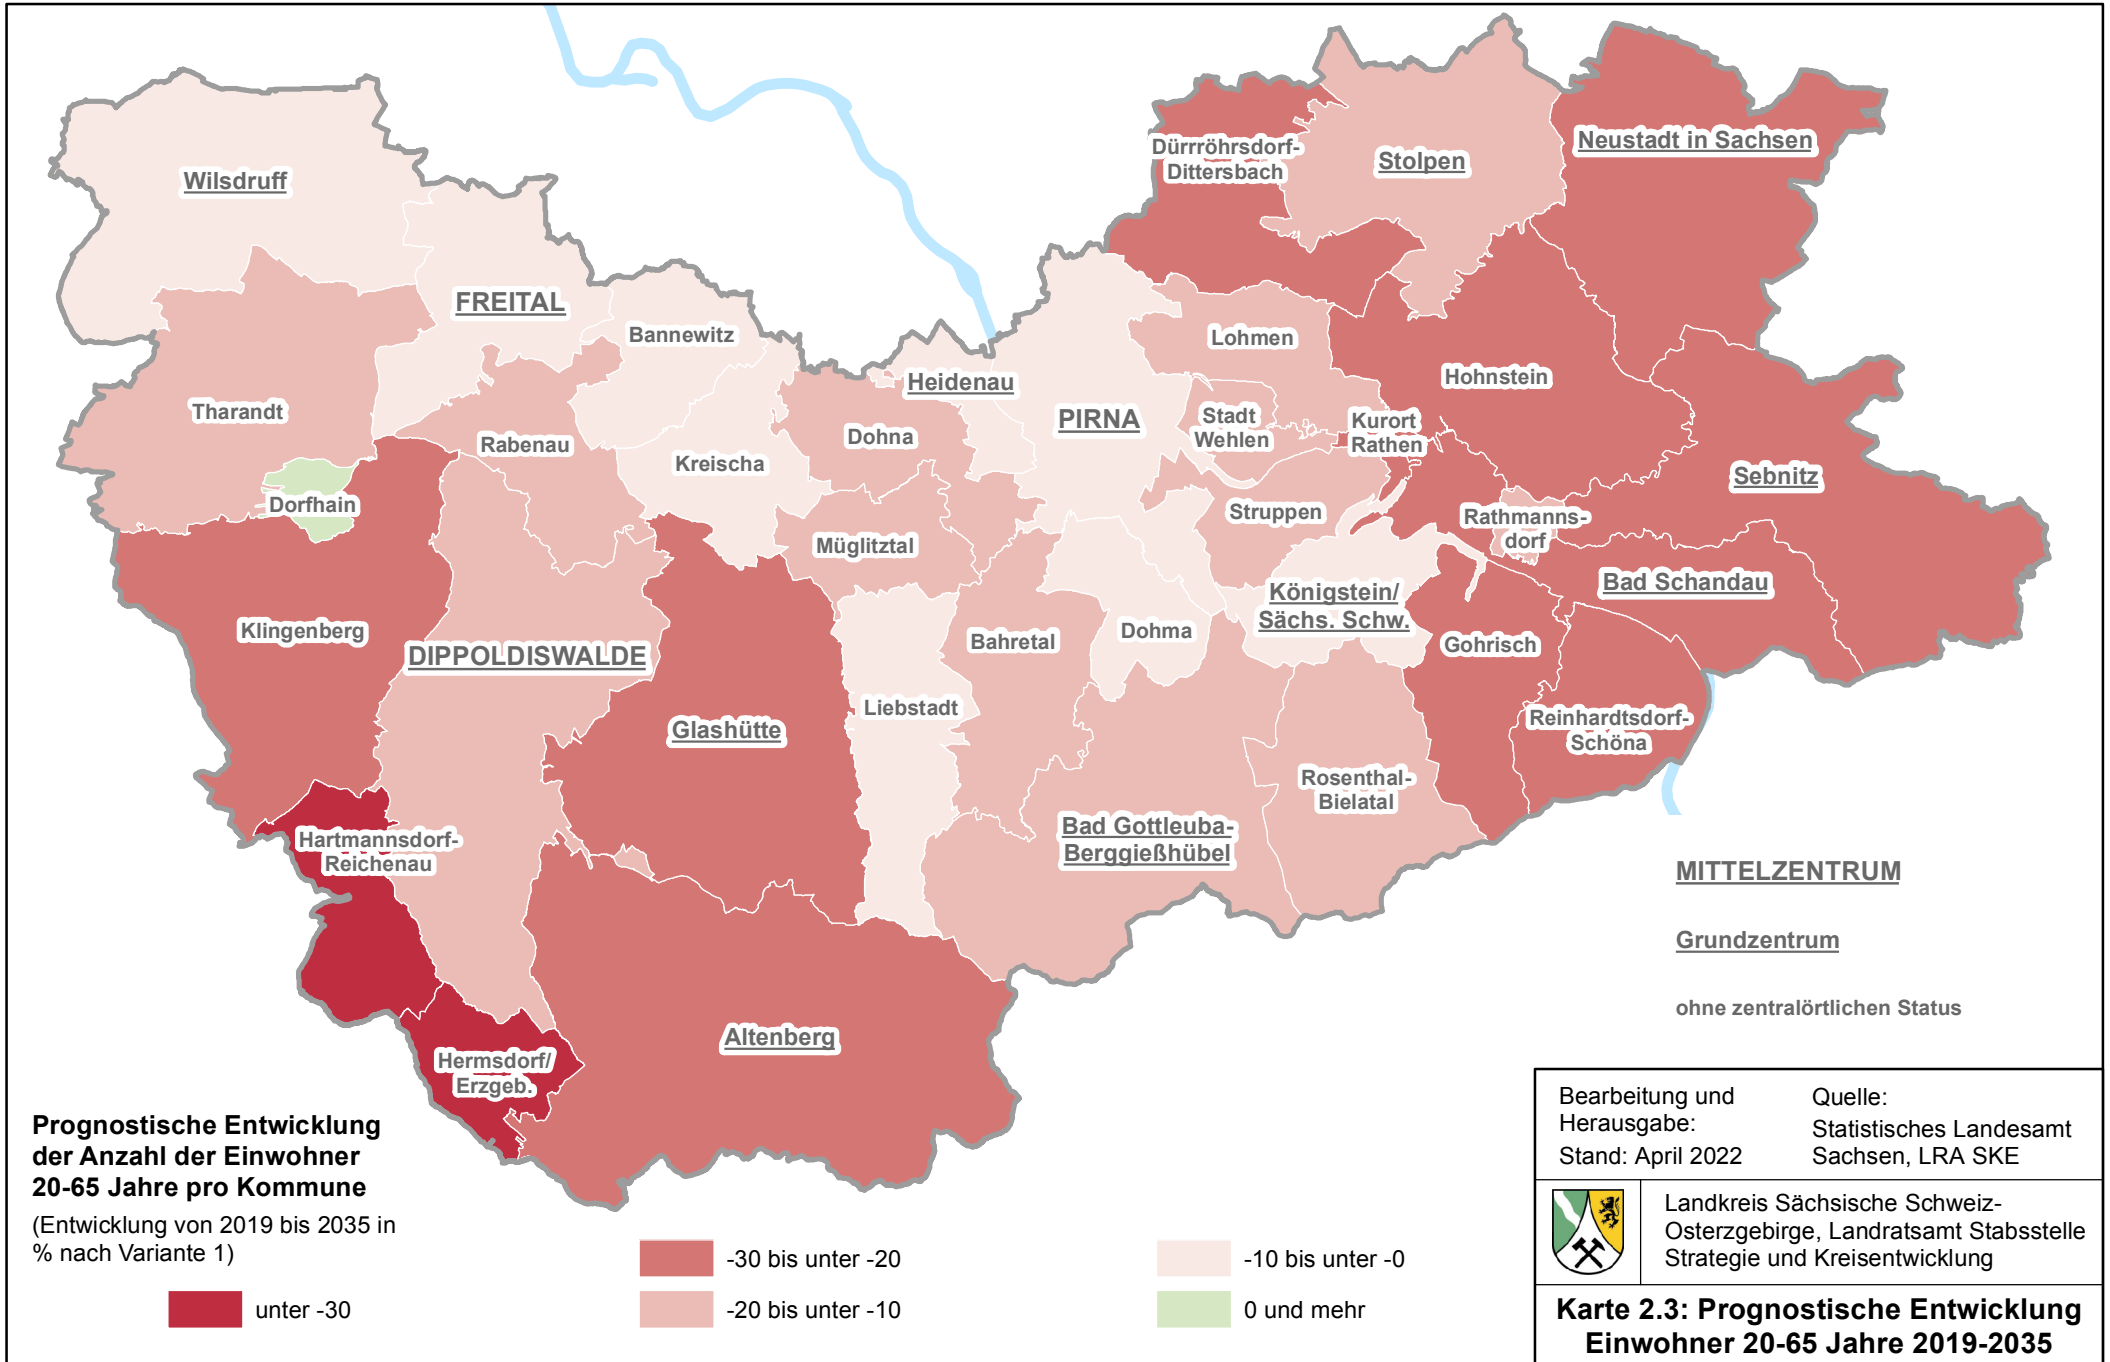 Wilsdruff
FREITAL
Bannewitz
Tharandt
Rabenau
Kreischa
Dorfhain
Klingenberg
DIPPOLDISWALDE
Hartmannsdorf-
Reichenau
Hermsdorf/
Erzgeb.
Altenberg
Glashütte
Liebstadt
Müglitztal
Dohna
Heidenau
PIRNA
Dürrröhrsdorf-
Dittersbach
Stolpen
Neustadt in Sachsen
Lohmen
Stadt
Wehlen
Kurort
Rathen
Hohnstein
Sebnitz
Struppen
Rathmanns-
dorf
Bad Schandau
Königstein/
Sächs. Schw.
Gohrisch
Reinhardtsdorf-
Schöna
Bahretal
Dohma
Bad Gottleuba-
Berggießhübel
Rosenthal-
Bielatal
MITTELZENTRUM
Grundzentrum
ohne zentralörtlichen Status
Prognostische Entwicklung
der Anzahl der Einwohner
20-65 Jahre pro Kommune
(Entwicklung von 2019 bis 2035 in
% nach Variante 1)
unter -30
-30 bis unter -20
-20 bis unter -10
-10 bis unter -0
0 und mehr
Bearbeitung und
Herausgabe:
Stand: April 2022
Quelle:
Statistisches Landesamt
Sachsen, LRA SKE
Landkreis Sächsische Schweiz-
Osterzgebirge, Landratsamt Stabsstelle
Strategie und Kreisentwicklung
Karte 2.3: Prognostische Entwicklung
Einwohner 20-65 Jahre 2019-2035